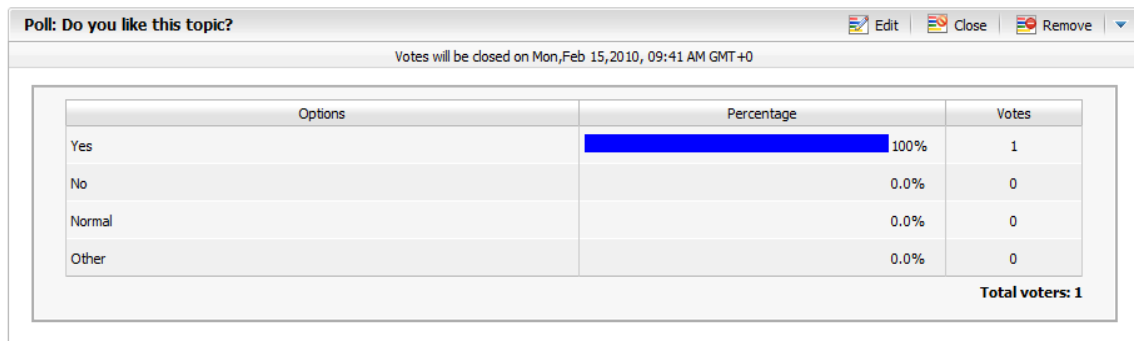 Poll: Do you like this topic? Edit Close Remove
Votes will be closed on Mon,Feb 15,2010, 09:41 AM GMT+0
Options Percentage Votes
Yes 100% 1
No 0.0% 0
Normal 0.0% 0
Other 0.0% 0
Total voters: 1